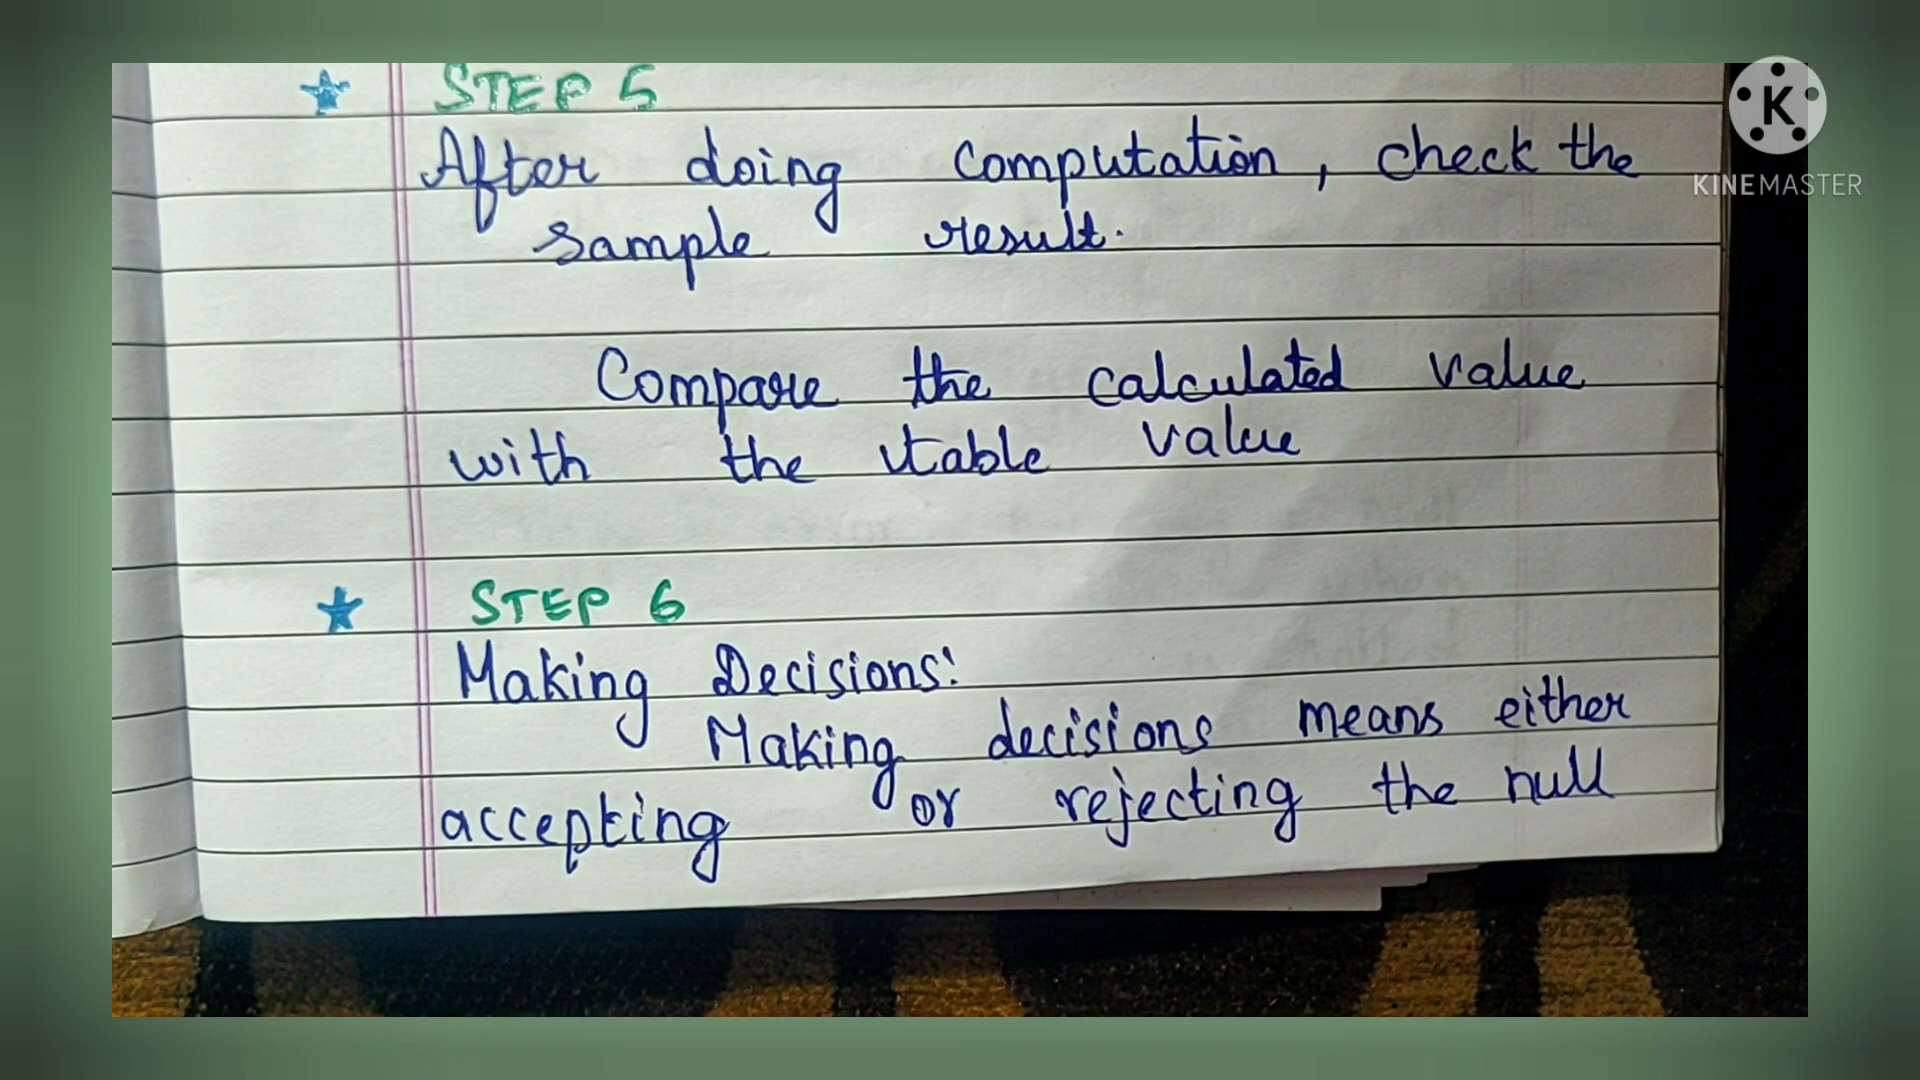 STEP 5
After doing computation, check the
sample result.
Compare the calculated value
with the table value
STEP 6
Making Decisions:
Making decisions means either
accepting or rejecting the null
K
KINEMASTER